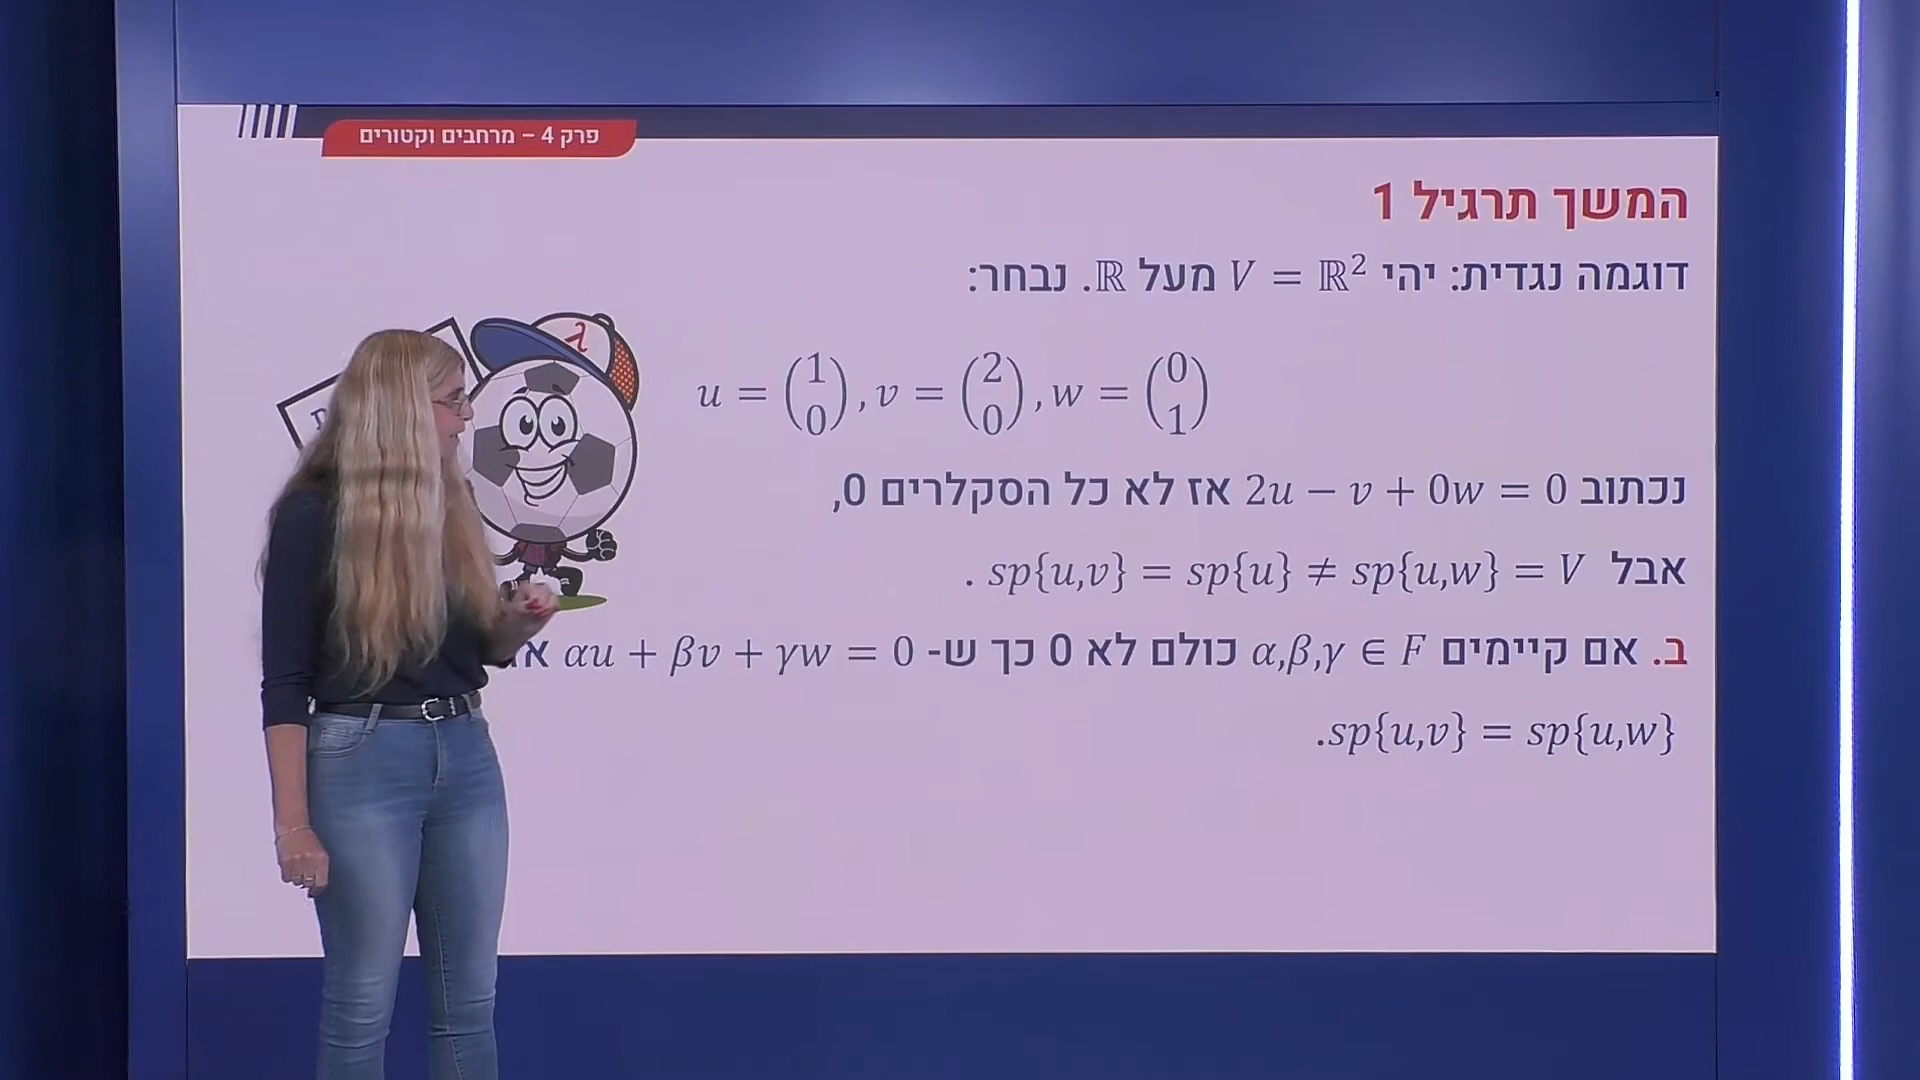 פרק 4 – מרחבים וקטורים
המשך תרגיל 1
דוגמה נגדית: יהי V = ℝ² מעל ℝ. נבחר:
u = (1 0), v = (2 0), w = (0 1)
נכתוב 2u − v + 0w = 0 אז לא כל הסקלרים 0,
אבל sp{u,v} = sp{u} ≠ sp{u,w} = V .
ב. אם קיימים α,β,γ ∈ F כולם לא 0 כך ש- αu + βv + γw = 0
sp{u,v} = sp{u,w}.
λ